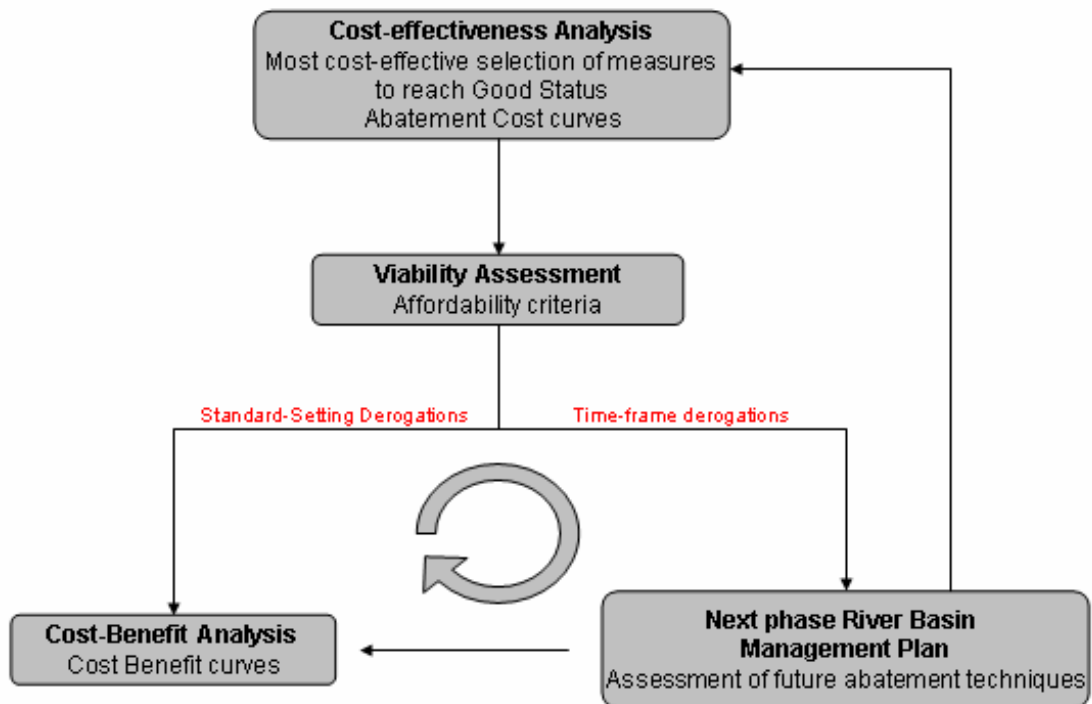 Cost-effectiveness Analysis
Most cost-effective selection of measures
to reach Good Status
Abatement Cost curves
Viability Assessment
Affordability criteria
Standard-Setting Derogations
Time-frame derogations
Cost-Benefit Analysis
Cost Benefit curves
Next phase River Basin
Management Plan
Assessment of future abatement techniques